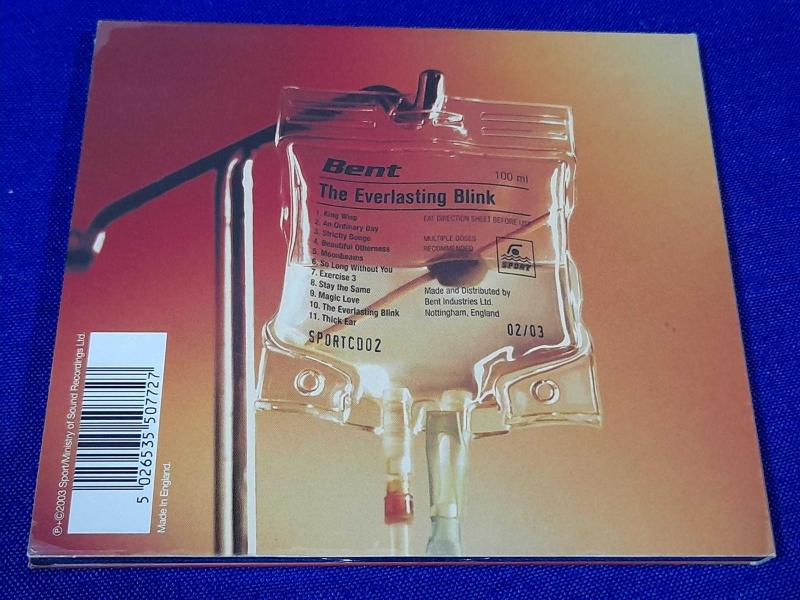 Bent
100 ml
The Everlasting Blink
1. King Wisp
2. An Ordinary Day
3. Strictly Bongo
4. Beautiful Otherness
5. Moonbeams
6. So Long Without You
7. Exercise 3
8. Stay the Same
9. Magic Love
10. The Everlasting Blink
11. Thick Ear
EAT DIRECTION SHEET BEFORE USE
MULTIPLE DOSES
RECOMMENDED
SPORT
Made and Distributed by
Bent Industries Ltd.
Nottingham, England
SPORTCD02
02/03
℗+©2003 Sport/Ministry of Sound Recordings Ltd.
5 026535 507727
Made In England.